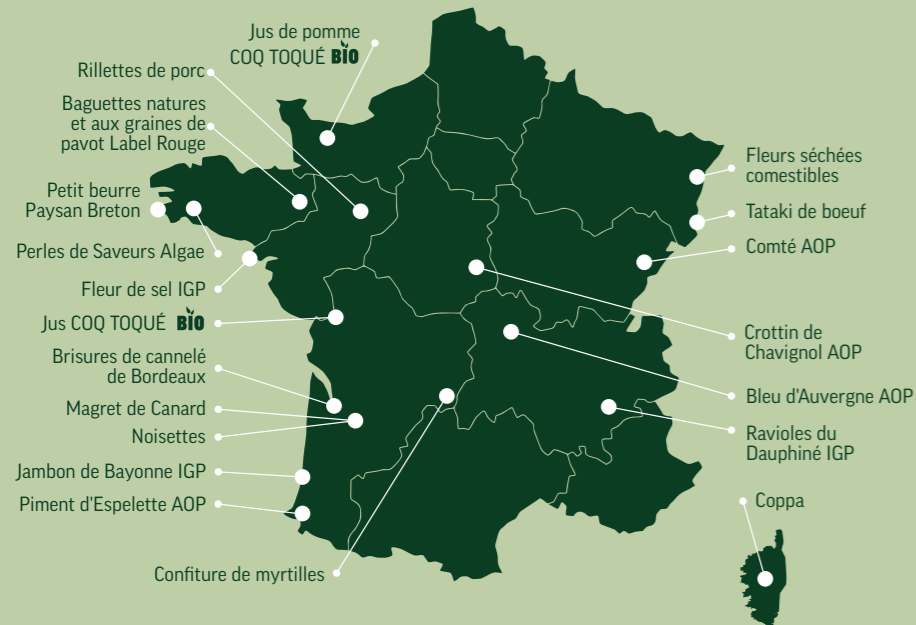 Jus de pomme
COQ TOQUÉ BIO
Rillettes de porc
Baguettes natures
et aux graines de
pavot Label Rouge
Petit beurre
Paysan Breton
Perles de Saveurs Algae
Fleur de sel IGP
Jus COQ TOQUÉ BIO
Brisures de cannelé
de Bordeaux
Magret de Canard
Noisettes
Jambon de Bayonne IGP
Piment d'Espelette AOP
Confiture de myrtilles
Fleurs séchées
comestibles
Tataki de boeuf
Comté AOP
Crottin de
Chavignol AOP
Bleu d'Auvergne AOP
Ravioles du
Dauphiné IGP
Coppa